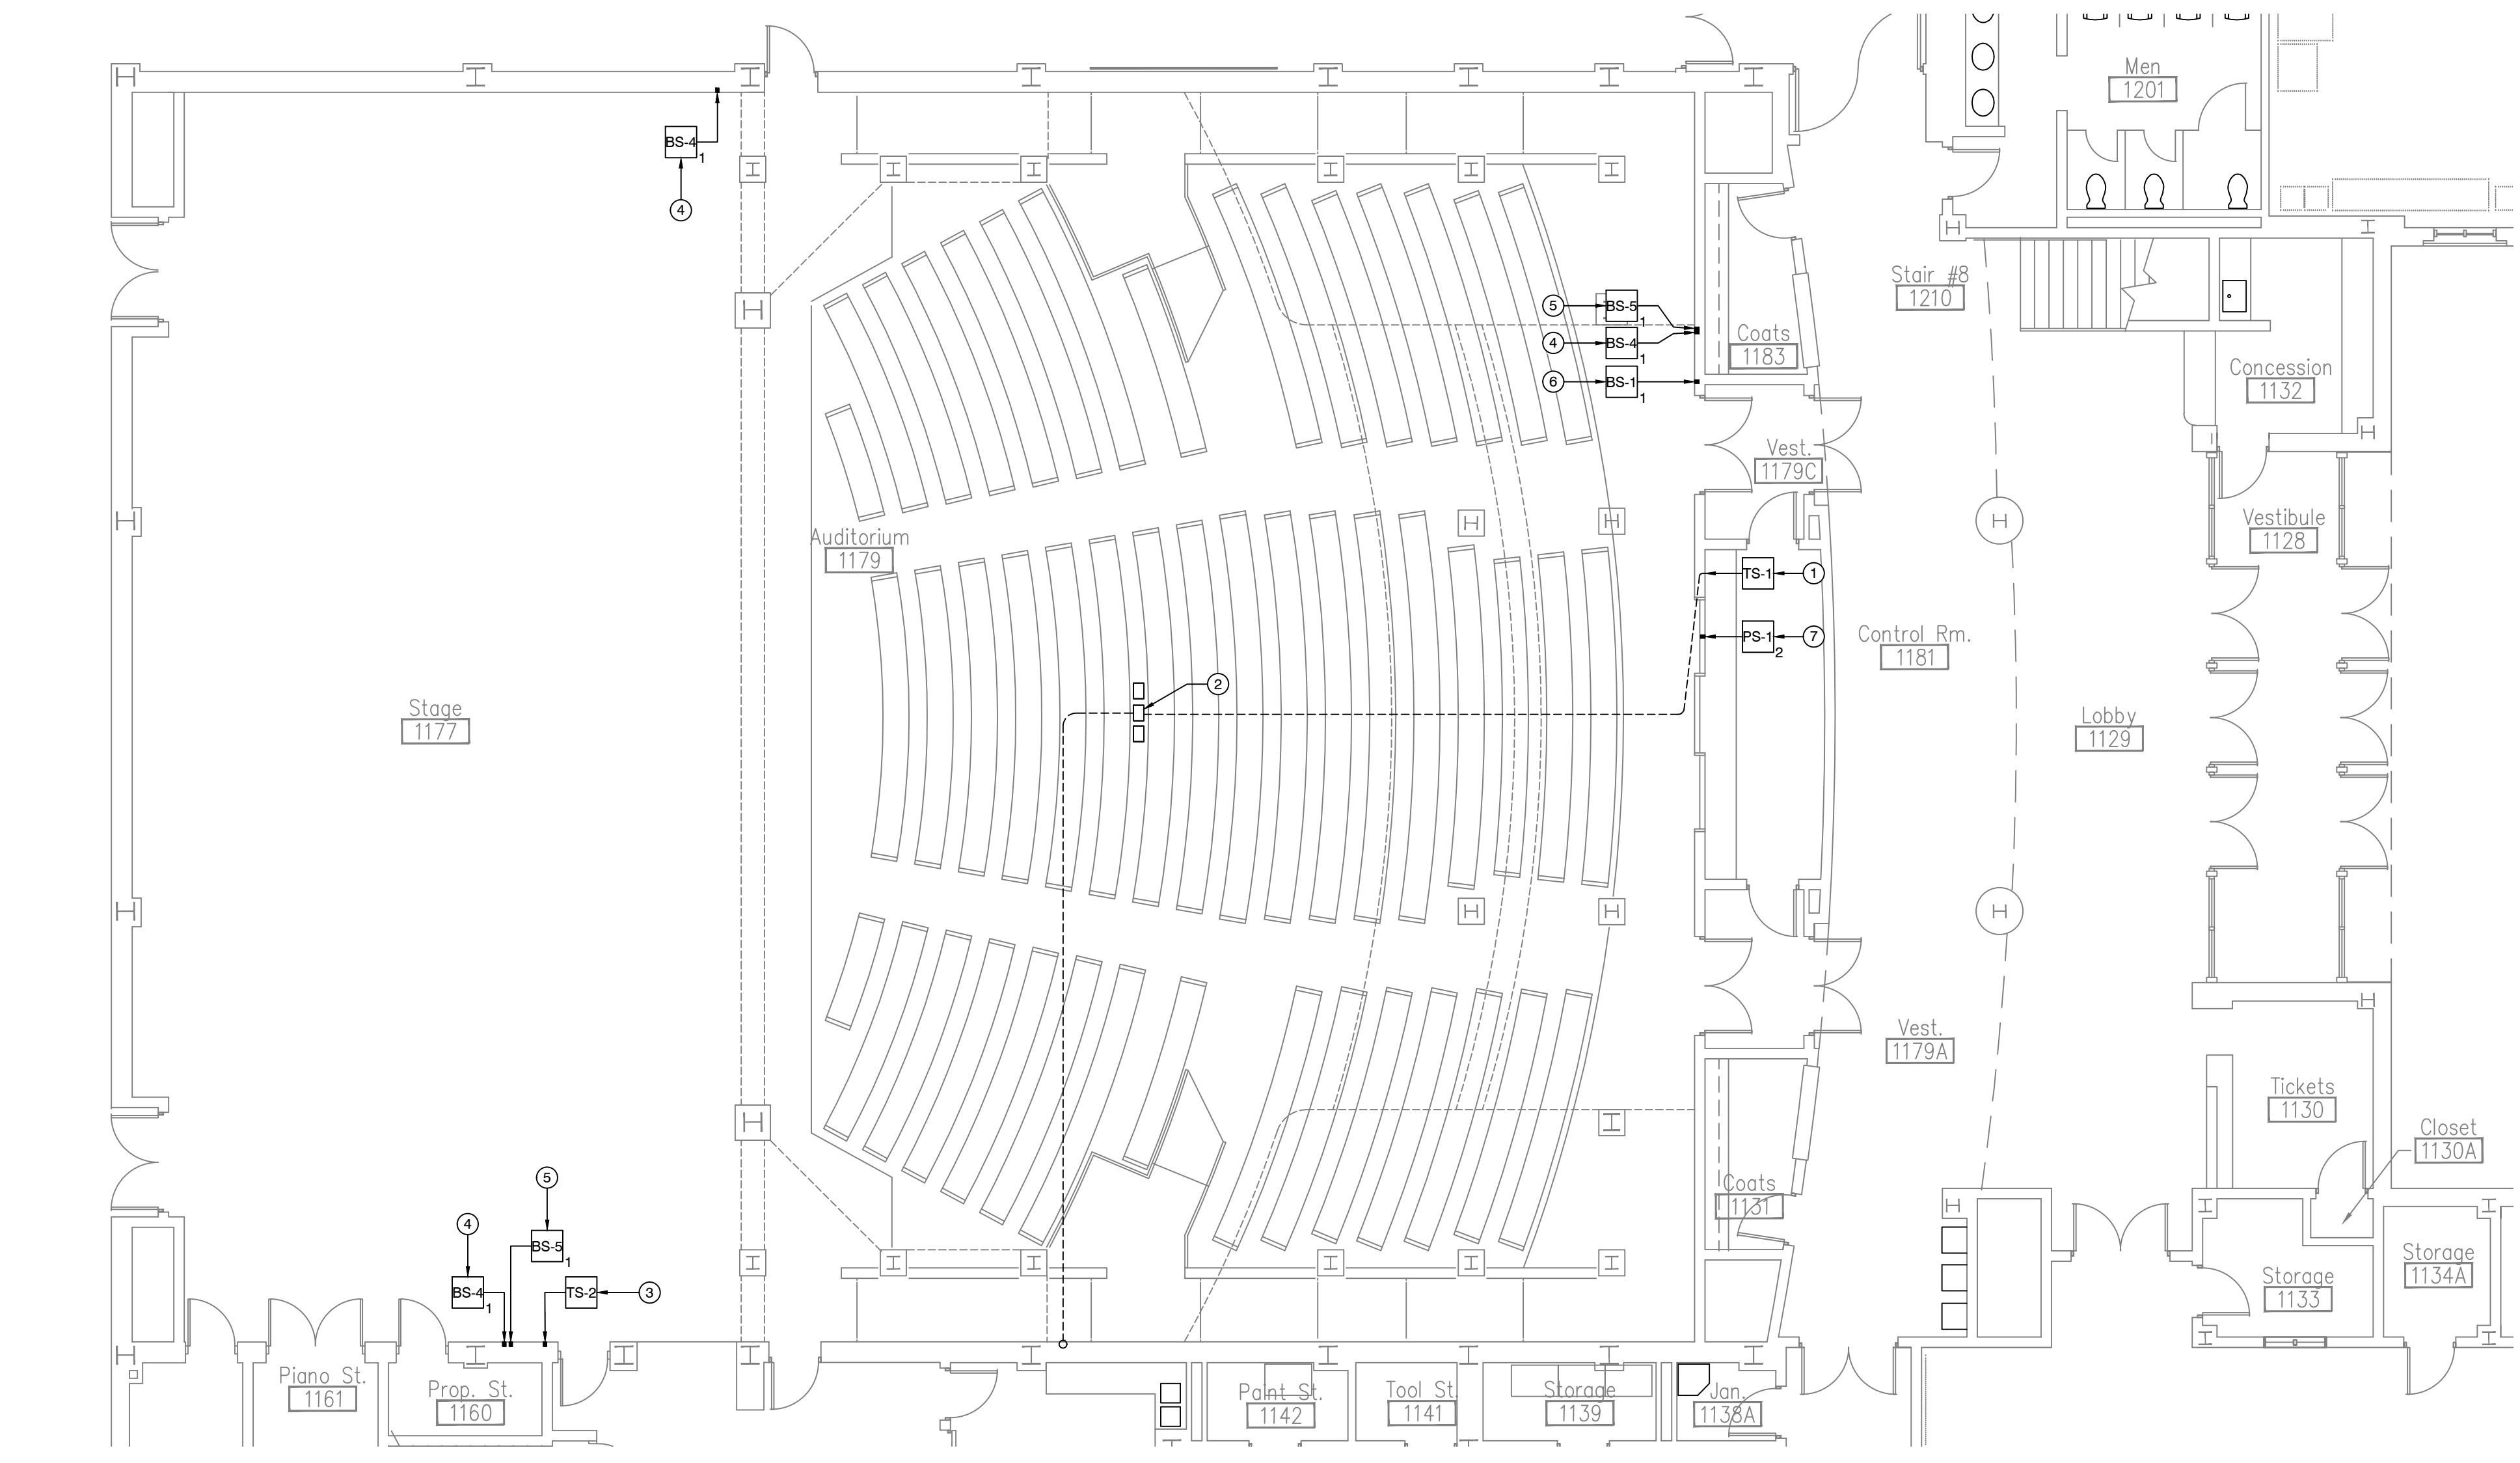 Men
1201
BS-4
1
4
Stair #8
1210
5
BS-5
1
4
BS-4
1
6
BS-1
1
Coats
1183
Concession
1132
Vest.
1179C
Auditorium
1179
Vestibule
1128
TS-1
1
PS-1
2
7
Control Rm.
1181
2
Stage
1177
Lobby
1129
Vest.
1179A
Tickets
1130
Closet
1130A
5
4
BS-5
1
BS-4
1
TS-2
3
Coats
1131
Storage
1133
Storage
1134A
Piano St.
1161
Prop. St.
1160
Paint St.
1142
Tool St.
1141
Storage
1139
Jan.
1138A